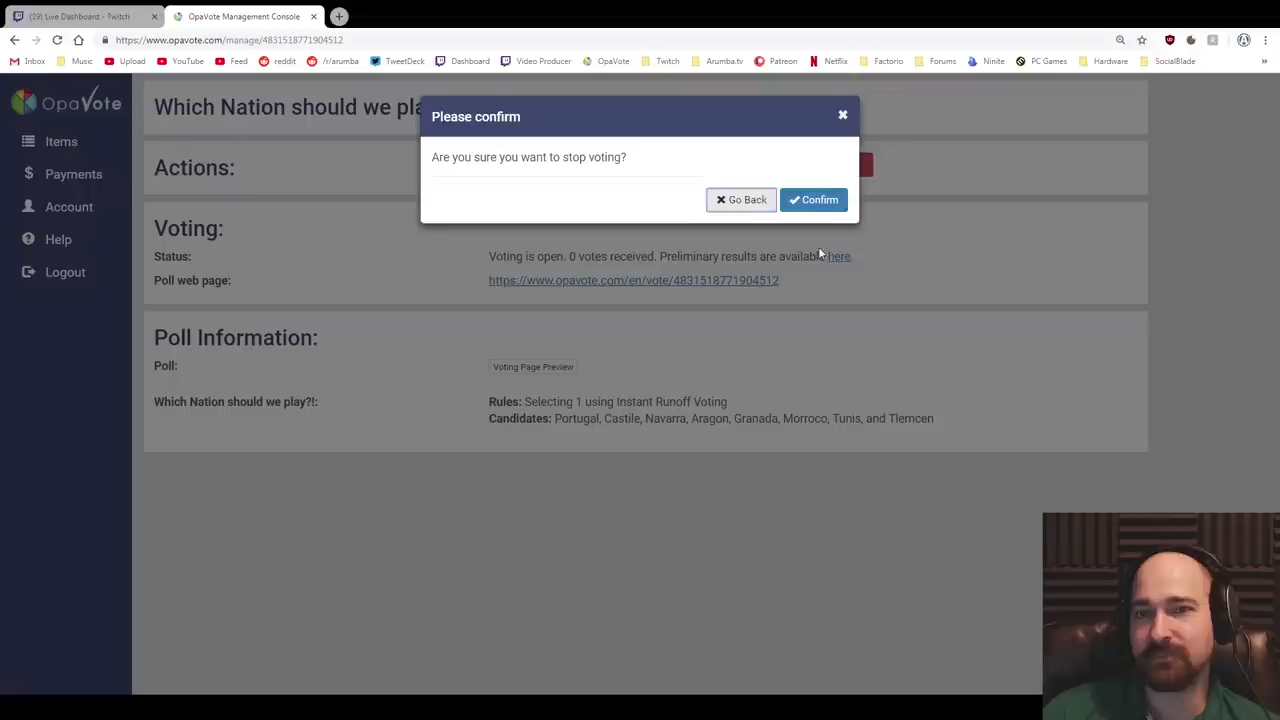 (19) Live Dashboard - Twitch
OpaVote Management Console
https://www.opavote.com/manage/4831518771904512
Inbox Music Upload YouTube Feed reddit /r/arumba TweetDeck Dashboard Video Producer OpaVote Twitch Arumba.tv Patreon Netflix Factorio Forums Ninite PC Games Hardware SocialBlade
OpaVote
Items
Payments
Account
Help
Logout
Which Nation should we pla
Please confirm
Are you sure you want to stop voting?
Go Back Confirm
Actions:
Voting:
Status: Voting is open. 0 votes received. Preliminary results are available here.
Poll web page: https://www.opavote.com/en/vote/4831518771904512
Poll Information:
Poll: Voting Page Preview
Which Nation should we play?!: Rules: Selecting 1 using Instant Runoff Voting
Candidates: Portugal, Castile, Navarra, Aragon, Granada, Morroco, Tunis, and Tlemcen